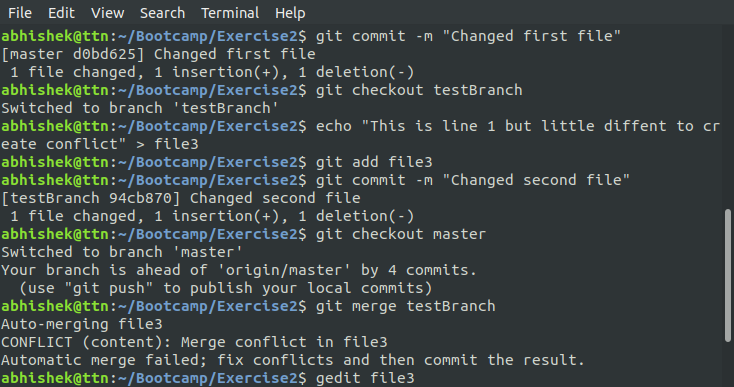 File Edit View Search Terminal Help
abhishek@ttn:~/Bootcamp/Exercise2$ git commit -m "Changed first file"
[master d0bd625] Changed first file
 1 file changed, 1 insertion(+), 1 deletion(-)
abhishek@ttn:~/Bootcamp/Exercise2$ git checkout testBranch
Switched to branch 'testBranch'
abhishek@ttn:~/Bootcamp/Exercise2$ echo "This is line 1 but little diffent to cr
eate conflict" > file3
abhishek@ttn:~/Bootcamp/Exercise2$ git add file3
abhishek@ttn:~/Bootcamp/Exercise2$ git commit -m "Changed second file"
[testBranch 94cb870] Changed second file
 1 file changed, 1 insertion(+), 1 deletion(-)
abhishek@ttn:~/Bootcamp/Exercise2$ git checkout master
Switched to branch 'master'
Your branch is ahead of 'origin/master' by 4 commits.
  (use "git push" to publish your local commits)
abhishek@ttn:~/Bootcamp/Exercise2$ git merge testBranch
Auto-merging file3
CONFLICT (content): Merge conflict in file3
Automatic merge failed; fix conflicts and then commit the result.
abhishek@ttn:~/Bootcamp/Exercise2$ gedit file3